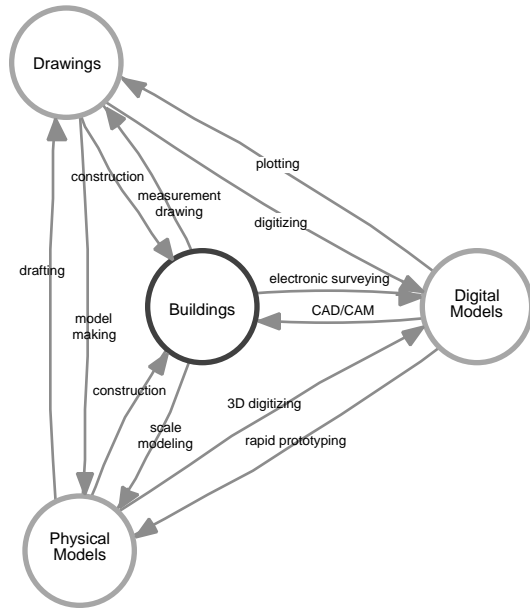 Drawings
plotting
construction
measurement
drawing
digitizing
drafting
electronic surveying
Buildings
CAD/CAM
Digital
Models
model
making
construction
3D digitizing
scale
modeling
rapid prototyping
Physical
Models